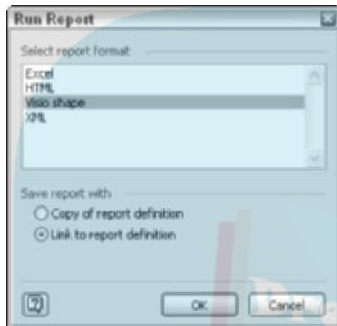 Run Report
Select report format
Excel
HTML
Visio shape
XML
Save report with
Copy of report definition
Link to report definition
OK
Cancel